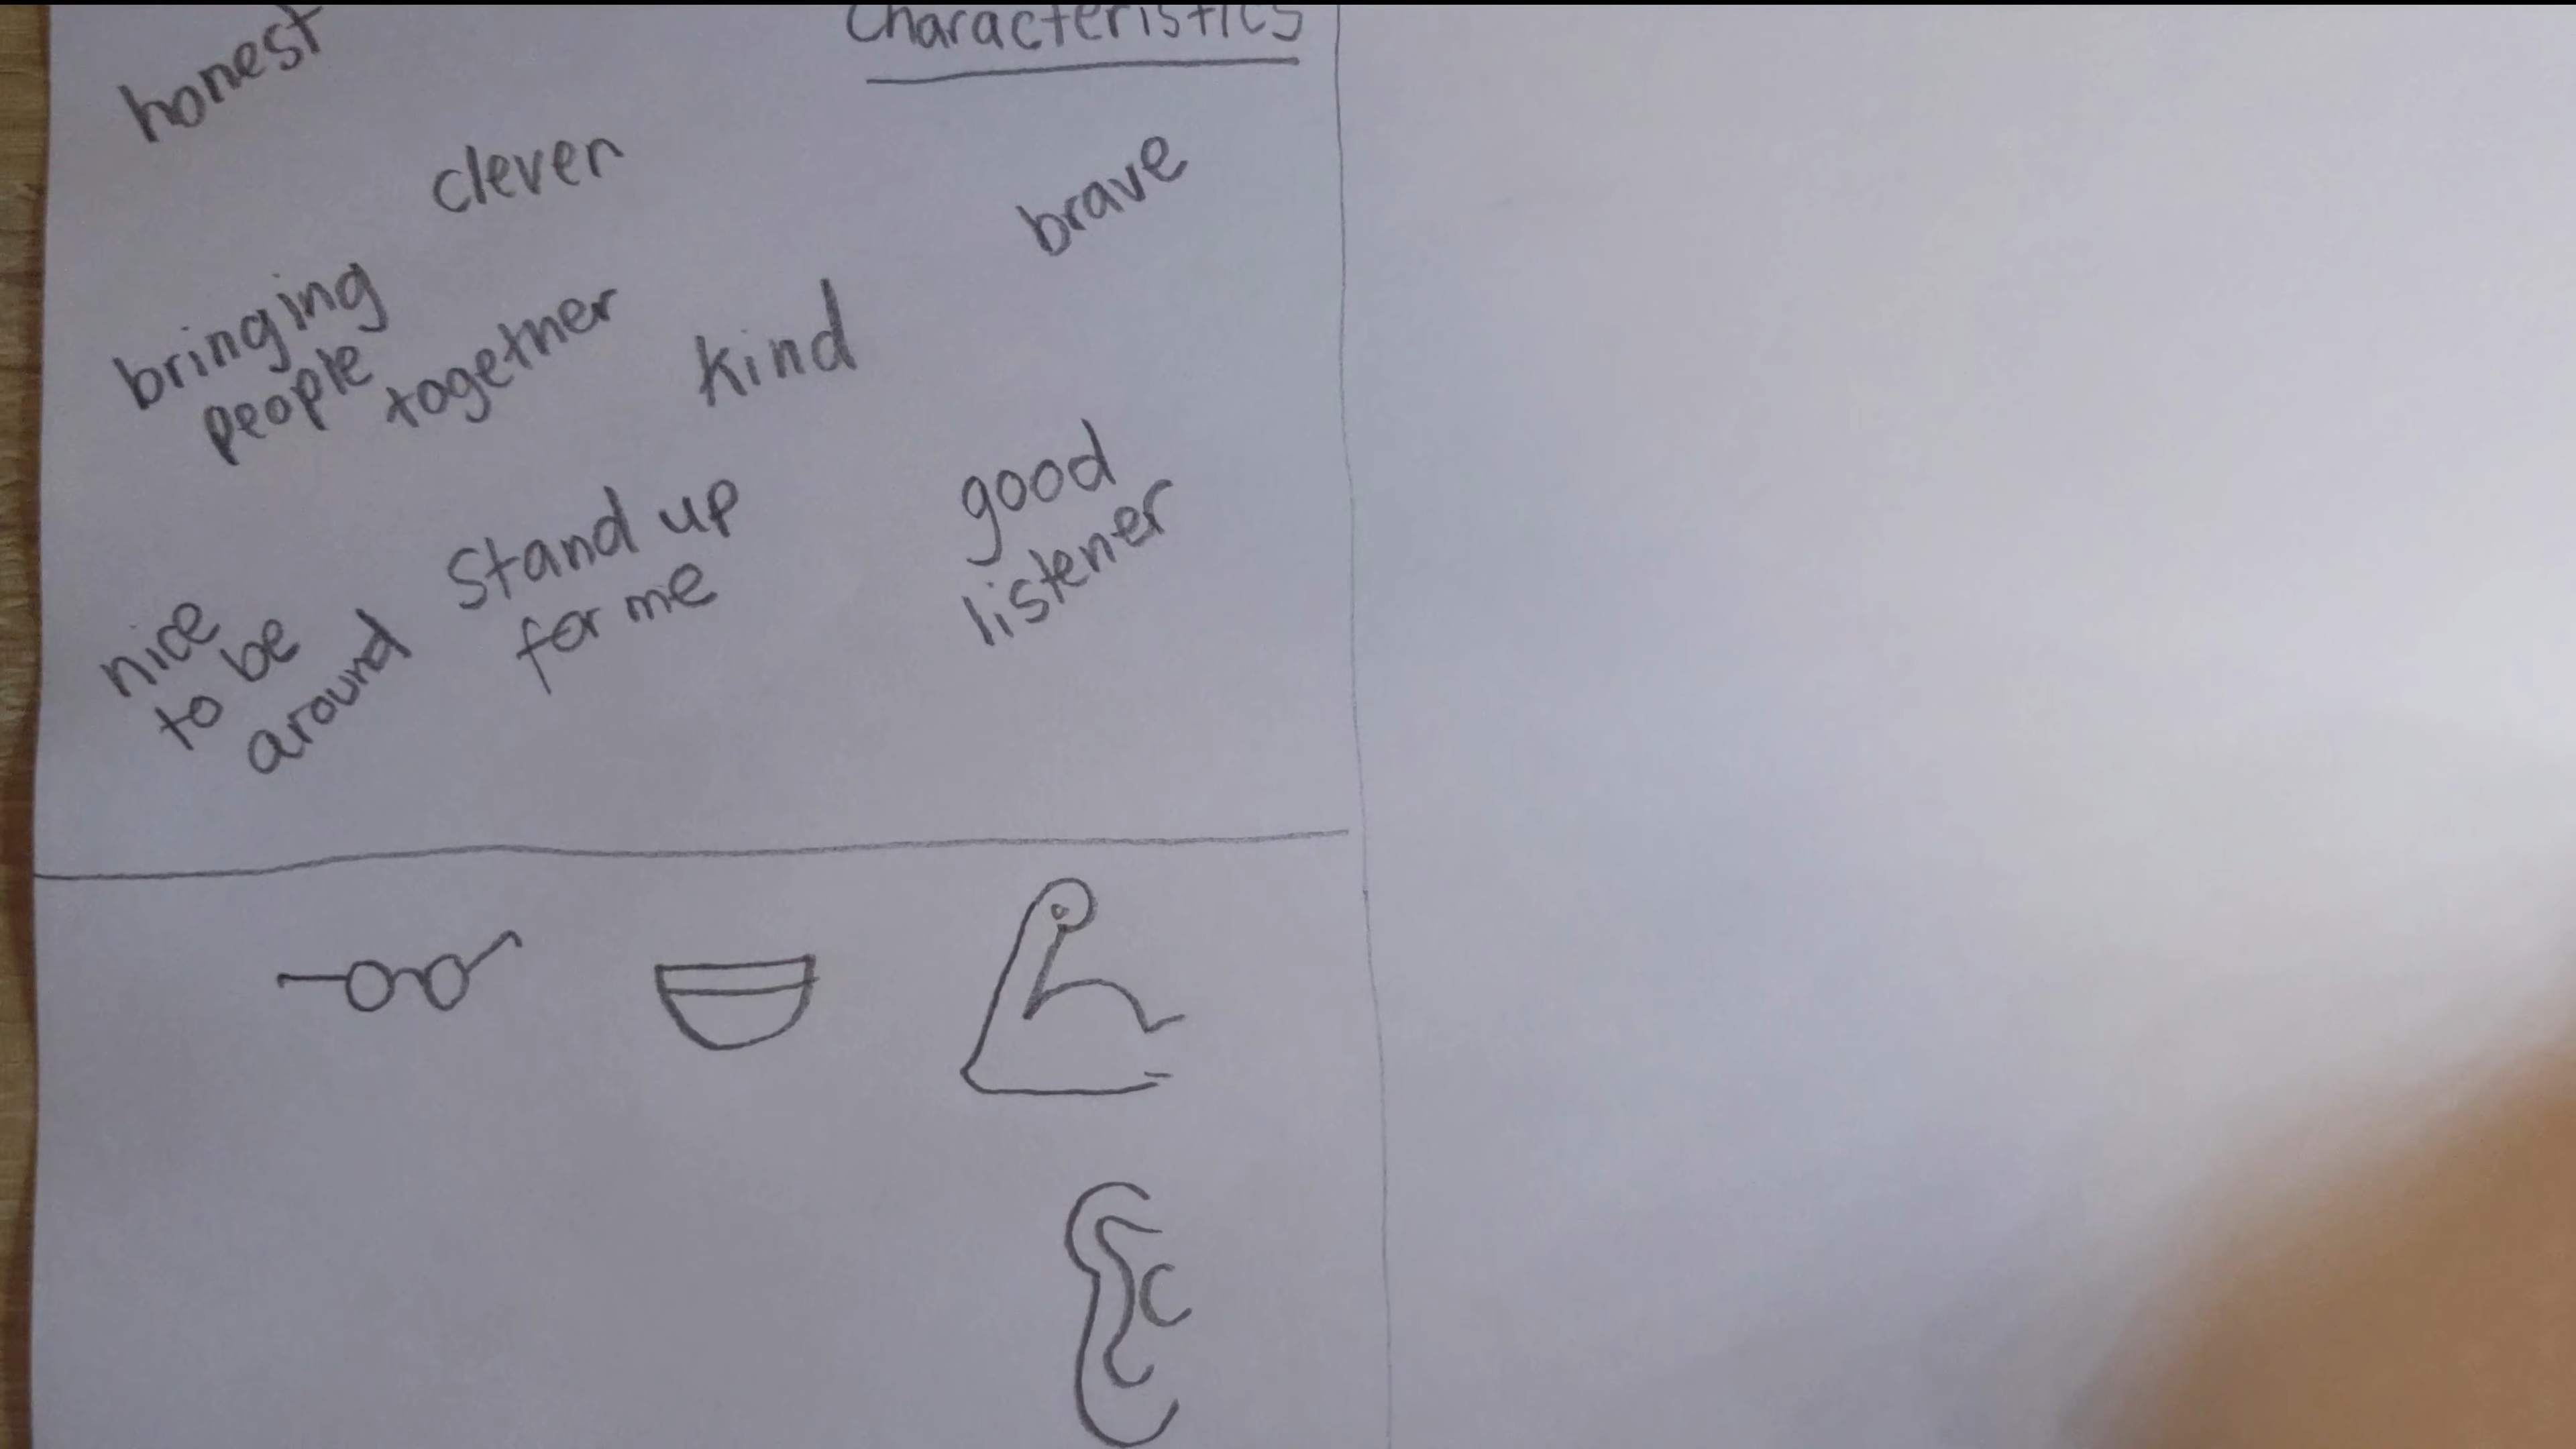 Characteristics
honest
clever
brave
bringing
people together
kind
good
listener
Stand up
for me
nice
to be
around